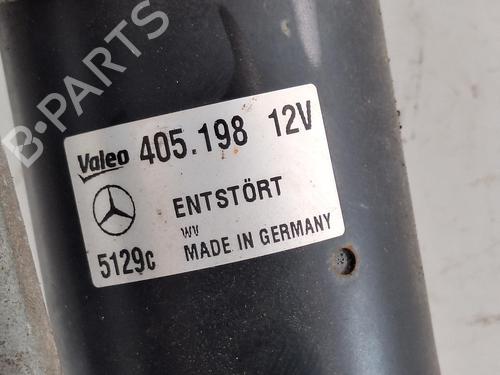 B-PARTS
Valeo 405.198 12V
ENTSTÖRT
WV
5129c MADE IN GERMANY